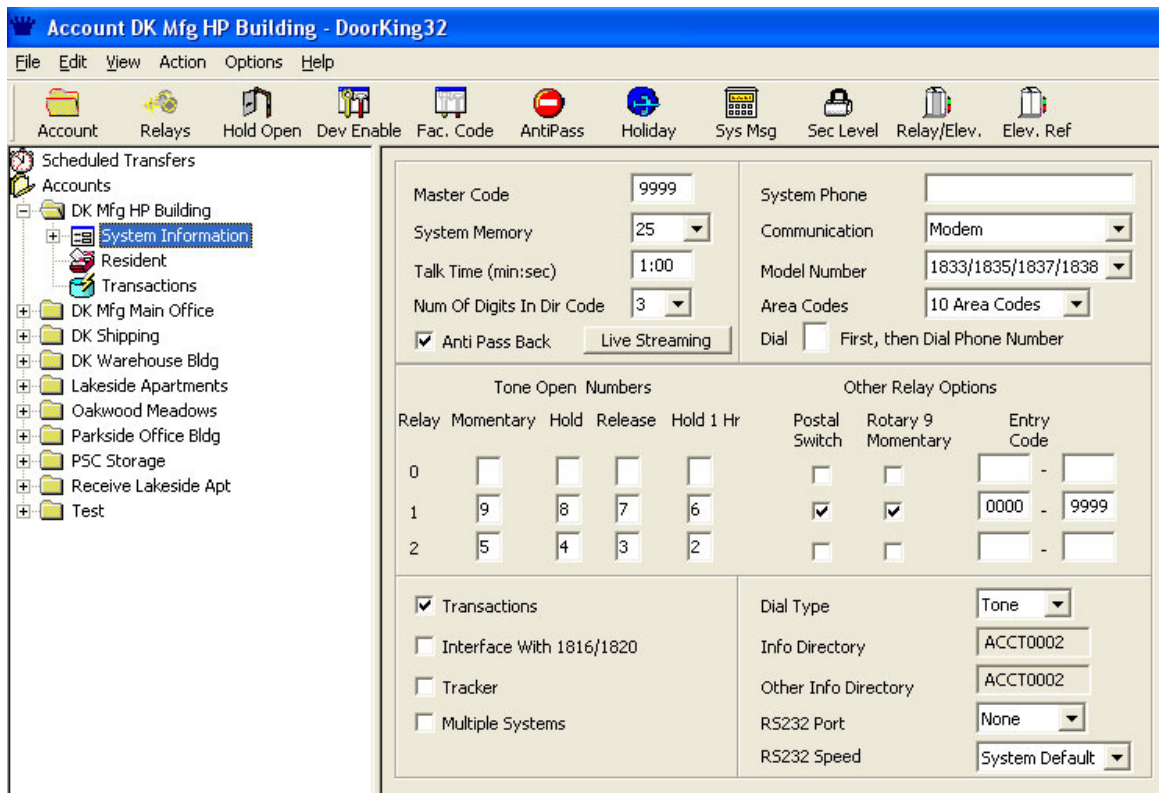 Account DK Mfg HP Building - DoorKing32
File Edit View Action Options Help
Account Relays Hold Open Dev Enable Fac. Code AntiPass Holiday Sys Msg Sec Level Relay/Elev. Elev. Ref
Scheduled Transfers
Accounts
DK Mfg HP Building
System Information
Resident
Transactions
DK Mfg Main Office
DK Shipping
DK Warehouse Bldg
Lakeside Apartments
Oakwood Meadows
Parkside Office Bldg
PSC Storage
Receive Lakeside Apt
Test
Master Code 9999
System Memory 25
Talk Time (min:sec) 1:00
Num Of Digits In Dir Code 3
Anti Pass Back Live Streaming
System Phone
Communication Modem
Model Number 1833/1835/1837/1838
Area Codes 10 Area Codes
Dial First, then Dial Phone Number
Tone Open Numbers
Relay Momentary Hold Release Hold 1 Hr
0
1 9 8 7 6
2 5 4 3 2
Other Relay Options
Postal Switch Rotary 9 Momentary Entry Code
-
0000 - 9999
-
Transactions
Interface With 1816/1820
Tracker
Multiple Systems
Dial Type Tone
Info Directory ACCT0002
Other Info Directory ACCT0002
RS232 Port None
RS232 Speed System Default